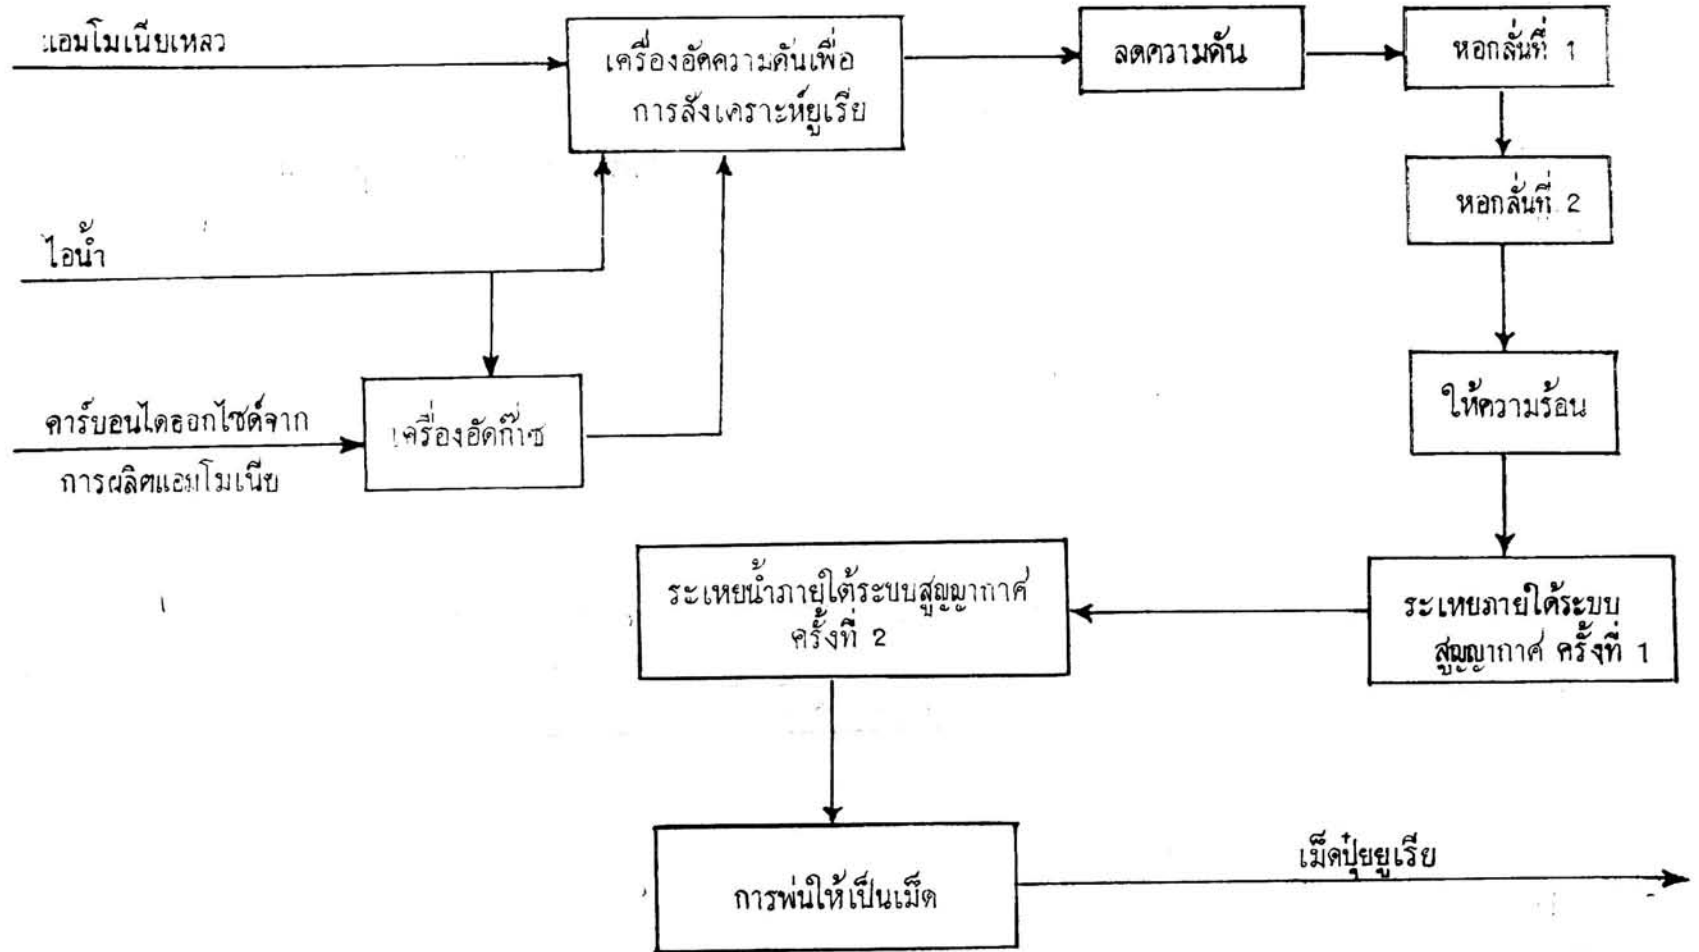 แอมโมเนียเหลว
เครื่องอัดความดันเพื่อ
การสังเคราะห์ยูเรีย
ลดความดัน
หอกลั่นที่ 1
หอกลั่นที่ 2
ไอน้ำ
ให้ความร้อน
คาร์บอนไดออกไซด์จาก
การผลิตแอมโมเนีย
เครื่องอัดก๊าซ
ระเหยน้ำภายใต้ระบบสูญญากาศ
ครั้งที่ 2
ระเหยภายใต้ระบบ
สูญญากาศ ครั้งที่ 1
การพ่นให้เป็นเม็ด
เม็ดปุ๋ยยูเรีย